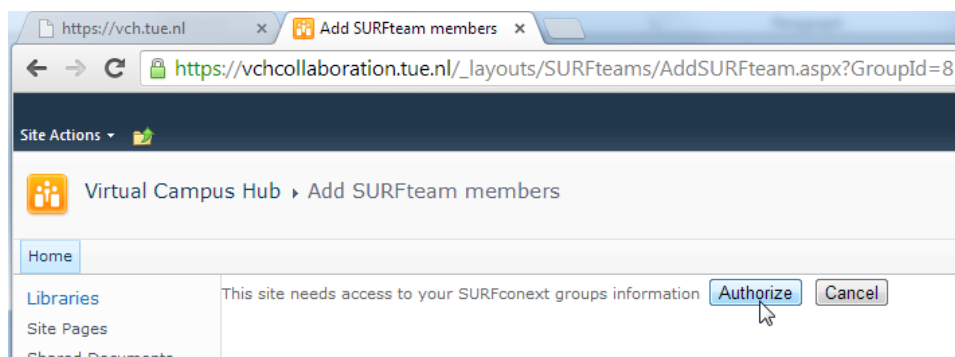 https://vch.tue.nl
Add SURFteam members
https://vchcollaboration.tue.nl/_layouts/SURFteams/AddSURFteam.aspx?GroupId=8
Site Actions
Virtual Campus Hub ▸ Add SURFteam members
Home
This site needs access to your SURFconext groups information Authorize Cancel
Libraries
Site Pages
Shared Documents